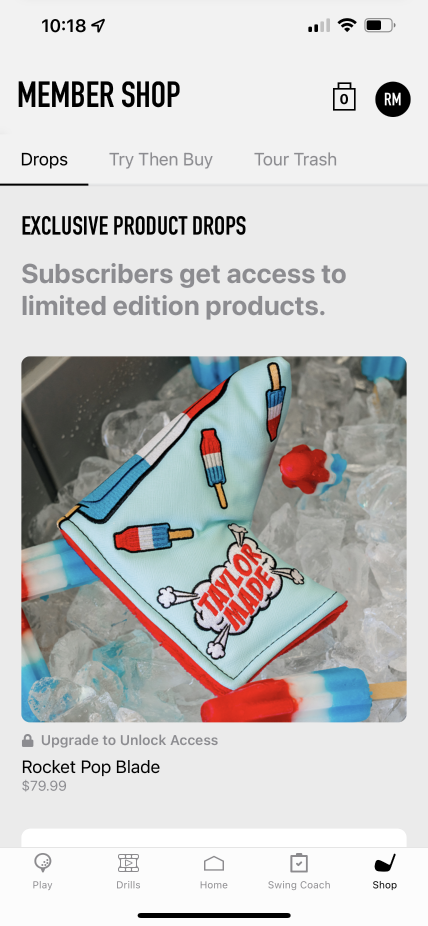 10:18
MEMBER SHOP
0
RM
Drops
Try Then Buy
Tour Trash
EXCLUSIVE PRODUCT DROPS
Subscribers get access to
limited edition products.
TAYLOR
MADE
Upgrade to Unlock Access
Rocket Pop Blade
$79.99
Play
Drills
Home
Swing Coach
Shop